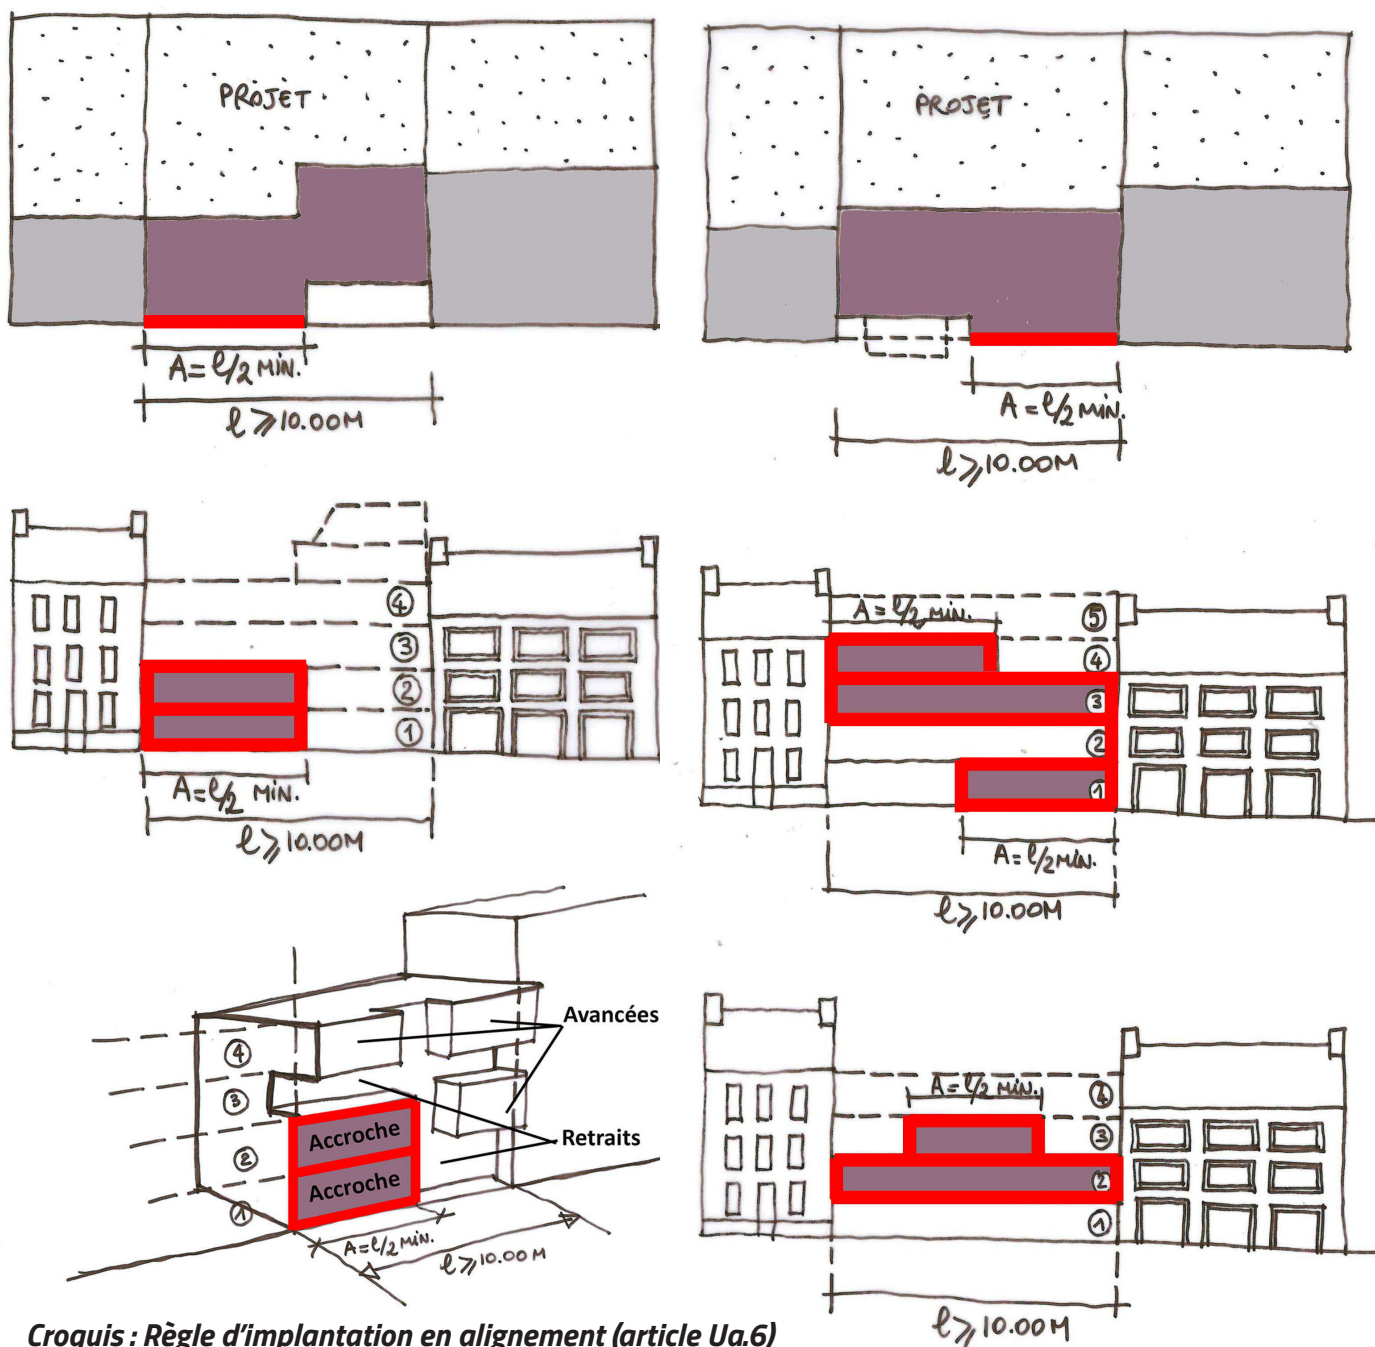 PROJET
A = ℓ/2 MIN.
ℓ ⩾ 10.00M
PROJET
A = ℓ/2 MIN.
ℓ ⩾ 10.00M
④
③
②
①
A = ℓ/2 MIN.
ℓ ⩾ 10.00M
A = ℓ/2 MIN.
⑤
④
③
②
①
A = ℓ/2 MIN.
ℓ ⩾ 10.00M
Avancées
④
③
Accroche
Retraits
②
Accroche
①
A = ℓ/2 MIN.
ℓ ⩾ 10.00 M
A = ℓ/2 MIN.
④
③
②
①
ℓ ⩾ 10.00M
Croquis : Règle d'implantation en alignement (article Ua.6)